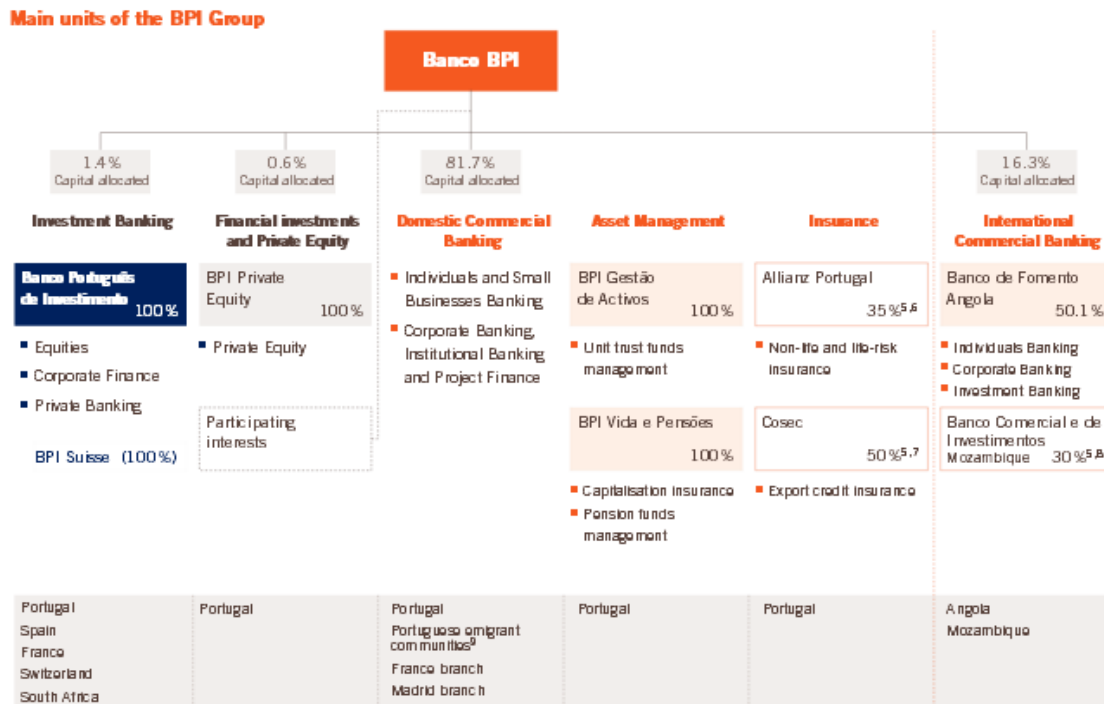 Main units of the BPI Group
Banco BPI
1.4%
Capital allocated
0.6%
Capital allocated
81.7%
Capital allocated
16.3%
Capital allocated
Investment Banking
Banco Português
de Investimento
100%
Equities
Corporate Finance
Private Banking
BPI Suisse (100%)
Financial investments
and Private Equity
BPI Private
Equity
100%
Private Equity
Participating
interests
Domestic Commercial
Banking
Individuals and Small
Businesses Banking
Corporate Banking,
Institutional Banking
and Project Finance
Asset Management
BPI Gestão
de Activos
100%
Unit trust funds
management
BPI Vida e Pensões
100%
Capitalisation insurance
Pension funds
management
Insurance
Allianz Portugal
35%5,6
Non-life and life-risk
insurance
Cosec
50%5,7
Export credit insurance
International
Commercial Banking
Banco de Fomento
Angola
50.1%
Individuals Banking
Corporate Banking
Investment Banking
Banco Comercial e de
Investimentos
Mozambique 30%5,8
Portugal
Spain
France
Switzerland
South Africa
Portugal
Portugal
Portuguese emigrant
communities9
France branch
Madrid branch
Portugal
Portugal
Angola
Mozambique